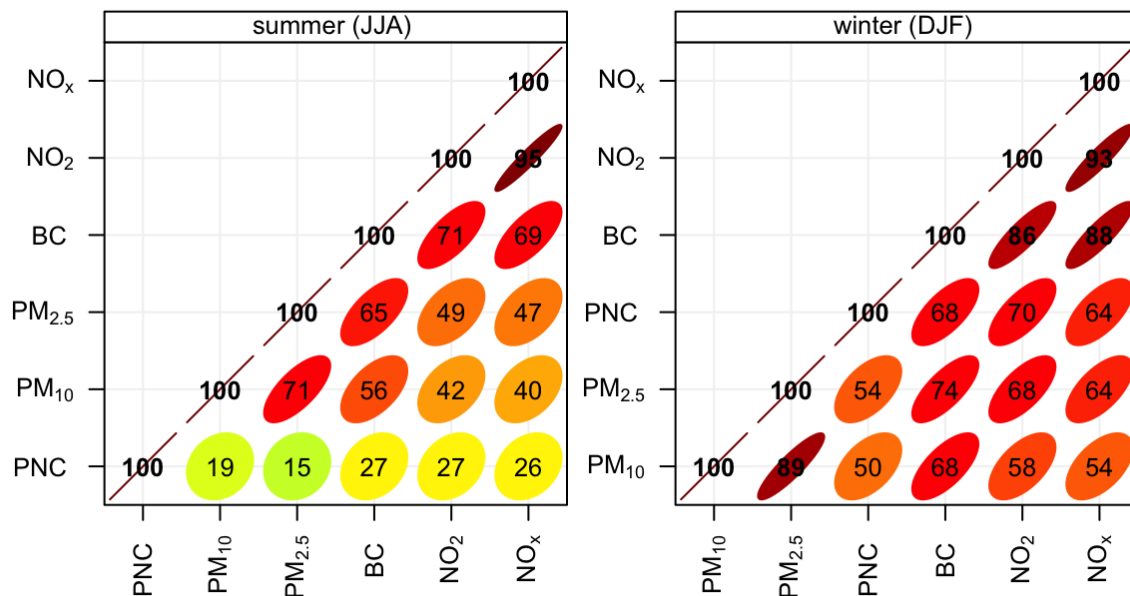 summer (JJA)
NOₓ 100
NO₂ 100 95
BC 100 71 69
PM₂.₅ 100 65 49 47
PM₁₀ 100 71 56 42 40
PNC 100 19 15 27 27 26
PNC PM₁₀ PM₂.₅ BC NO₂ NOₓ
winter (DJF)
NOₓ 100
NO₂ 100 93
BC 100 86 88
PNC 100 68 70 64
PM₂.₅ 100 54 74 68 64
PM₁₀ 100 89 50 68 58 54
PM₁₀ PM₂.₅ PNC BC NO₂ NOₓ